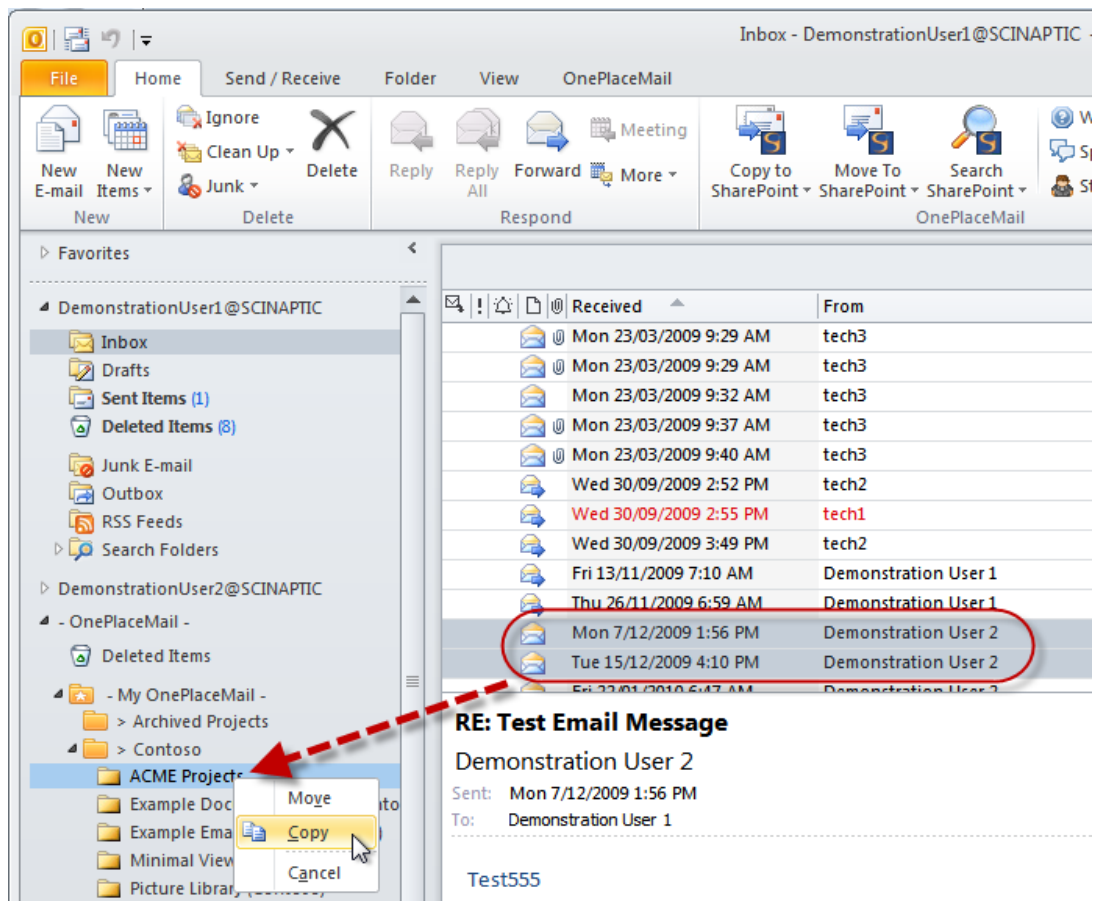 Inbox - DemonstrationUser1@SCINAPTIC -
File Home Send / Receive Folder View OnePlaceMail
New E-mail
New Items
Ignore
Clean Up
Junk
Delete
Reply
Reply All
Forward
Meeting
More
Copy to SharePoint
Move To SharePoint
Search SharePoint
New Delete Respond OnePlaceMail
Favorites
DemonstrationUser1@SCINAPTIC
Inbox
Drafts
Sent Items (1)
Deleted Items (8)
Junk E-mail
Outbox
RSS Feeds
Search Folders
DemonstrationUser2@SCINAPTIC
- OnePlaceMail -
Deleted Items
- My OnePlaceMail -
> Archived Projects
> Contoso
ACME Projects
Example Doc
Example Ema
Minimal View
Picture Library
Move
Copy
Cancel
! Received From
Mon 23/03/2009 9:29 AM tech3
Mon 23/03/2009 9:29 AM tech3
Mon 23/03/2009 9:32 AM tech3
Mon 23/03/2009 9:37 AM tech3
Mon 23/03/2009 9:40 AM tech3
Wed 30/09/2009 2:52 PM tech2
Wed 30/09/2009 2:55 PM tech1
Wed 30/09/2009 3:49 PM tech2
Fri 13/11/2009 7:10 AM Demonstration User 1
Thu 26/11/2009 6:59 AM Demonstration User 1
Mon 7/12/2009 1:56 PM Demonstration User 2
Tue 15/12/2009 4:10 PM Demonstration User 2
Fri 22/01/2010 6:47 AM Demonstration User 2
RE: Test Email Message
Demonstration User 2
Sent: Mon 7/12/2009 1:56 PM
To: Demonstration User 1
Test555